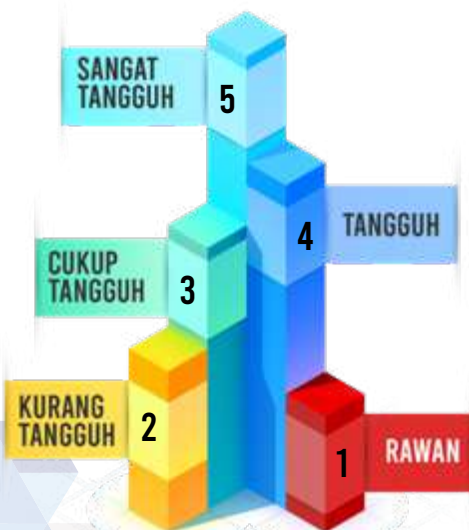 SANGAT
TANGGUH
5
4
TANGGUH
CUKUP
TANGGUH
3
KURANG
TANGGUH
2
1
RAWAN